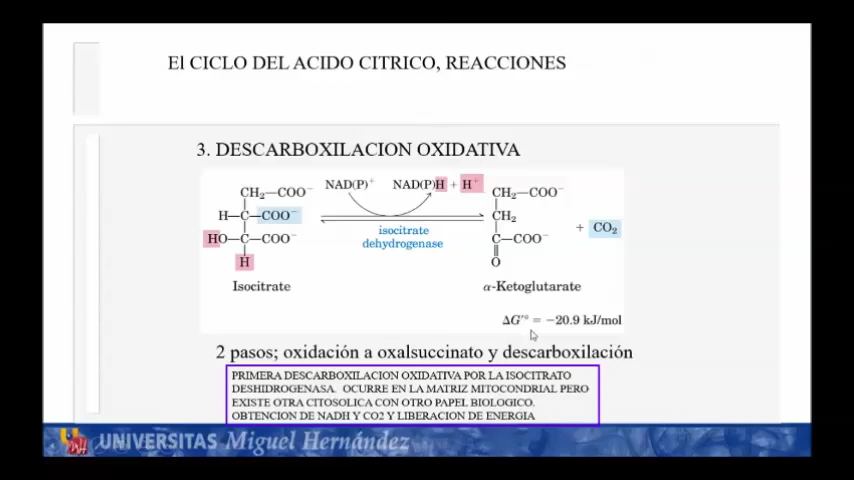 El CICLO DEL ACIDO CITRICO, REACCIONES
3. DESCARBOXILACION OXIDATIVA
CH₂—COO⁻ NAD(P)⁺ NAD(P)H + H⁺ CH₂—COO⁻
H—C—COO⁻ CH₂
HO—C—COO⁻ isocitrate dehydrogenase C—COO⁻ + CO₂
H O
Isocitrate α-Ketoglutarate
ΔG′° = −20.9 kJ/mol
2 pasos; oxidación a oxalsuccinato y descarboxilación
PRIMERA DESCARBOXILACION OXIDATIVA POR LA ISOCITRATO
DESHIDROGENASA. OCURRE EN LA MATRIZ MITOCONDRIAL PERO
EXISTE OTRA CITOSOLICA CON OTRO PAPEL BIOLOGICO.
OBTENCION DE NADH Y CO2 Y LIBERACION DE ENERGIA
UNIVERSITAS Miguel Hernández